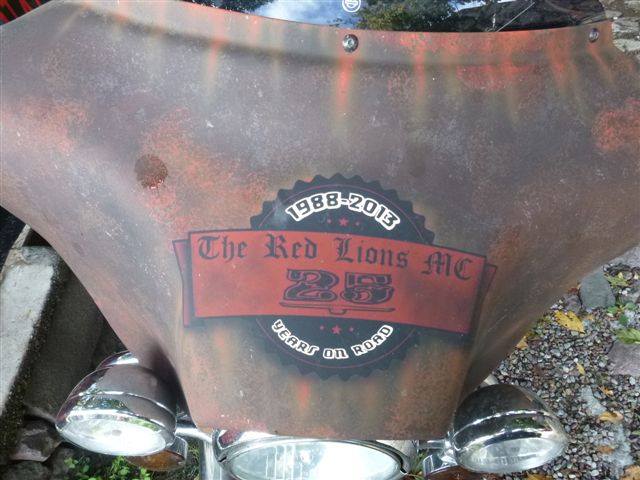 1988-2013
The Red Lions MC
25
YEARS ON ROAD